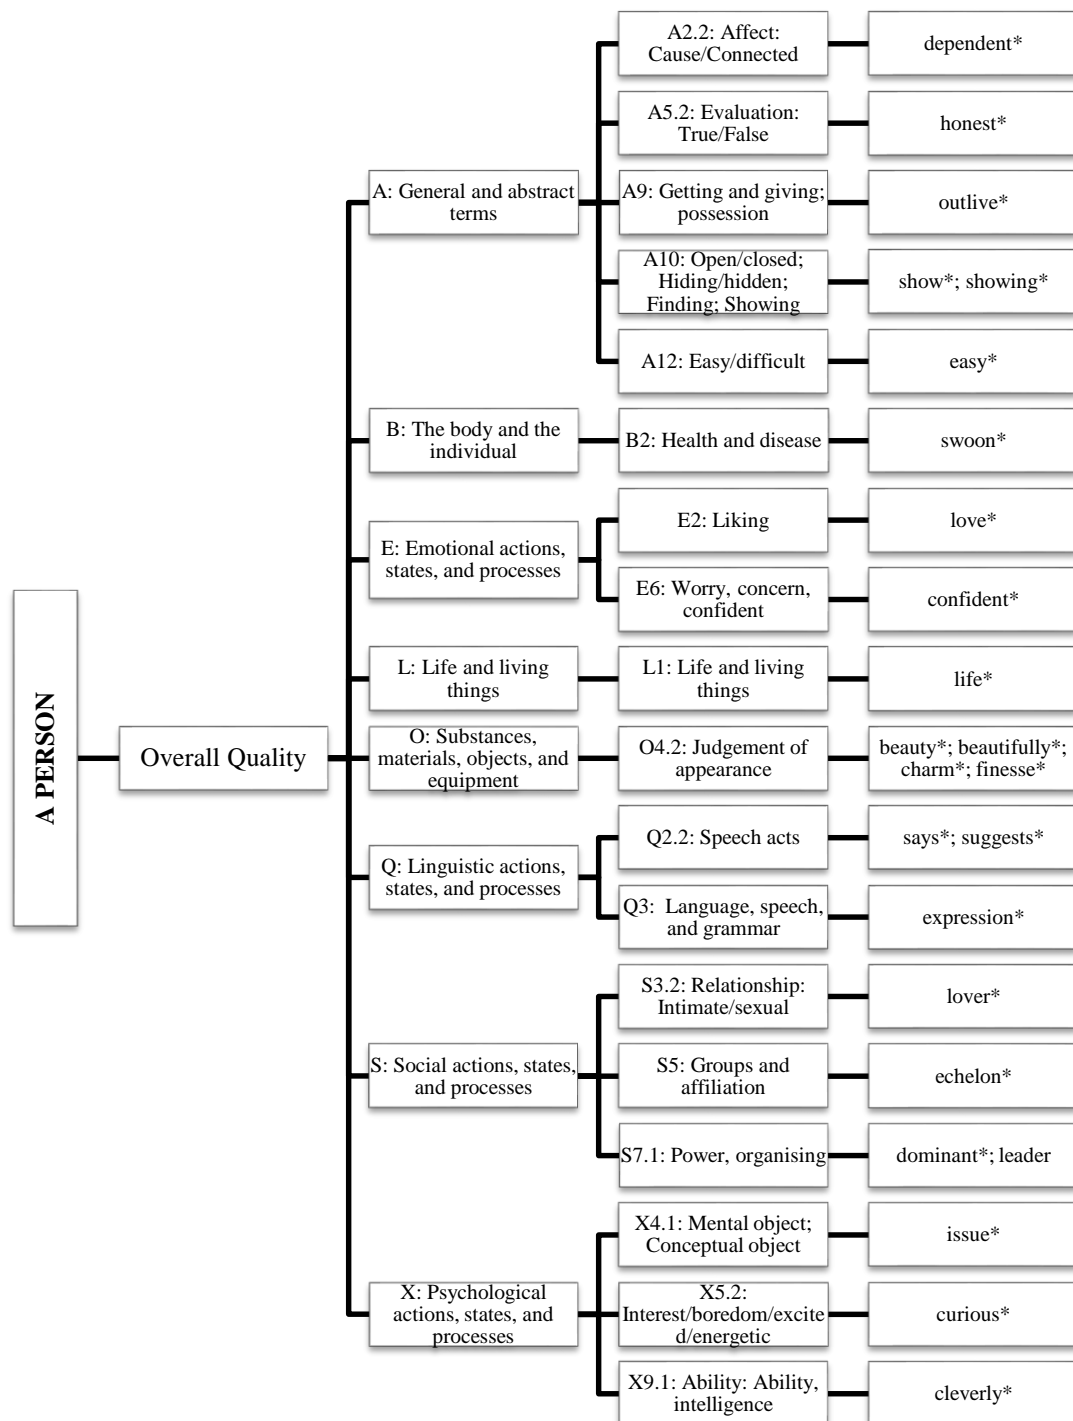 A PERSON
Overall Quality
A: General and abstract
terms
A2.2: Affect:
Cause/Connected
dependent*
A5.2: Evaluation:
True/False
honest*
A9: Getting and giving;
possession
outlive*
A10: Open/closed;
Hiding/hidden;
Finding; Showing
show*; showing*
A12: Easy/difficult
easy*
B: The body and the
individual
B2: Health and disease
swoon*
E: Emotional actions,
states, and processes
E2: Liking
love*
E6: Worry, concern,
confident
confident*
L: Life and living
things
L1: Life and living
things
life*
O: Substances,
materials, objects, and
equipment
O4.2: Judgement of
appearance
beauty*; beautifully*;
charm*; finesse*
Q: Linguistic actions,
states, and processes
Q2.2: Speech acts
says*; suggests*
Q3: Language, speech,
and grammar
expression*
S: Social actions, states,
and processes
S3.2: Relationship:
Intimate/sexual
lover*
S5: Groups and
affiliation
echelon*
S7.1: Power, organising
dominant*; leader
X: Psychological
actions, states, and
processes
X4.1: Mental object;
Conceptual object
issue*
X5.2:
Interest/boredom/excite
d/energetic
curious*
X9.1: Ability: Ability,
intelligence
cleverly*